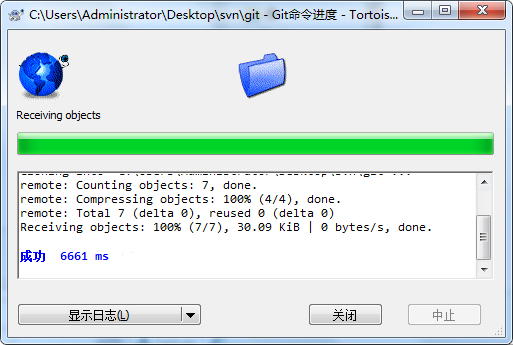 C:\Users\Administrator\Desktop\svn\git - Git命令进度 - Tortois...
Receiving objects
remote: Counting objects: 7, done.
remote: Compressing objects: 100% (4/4), done.
remote: Total 7 (delta 0), reused 0 (delta 0)
Receiving objects: 100% (7/7), 30.09 KiB | 0 bytes/s, done.
成功 6661 ms
显示日志(L)
关闭
中止